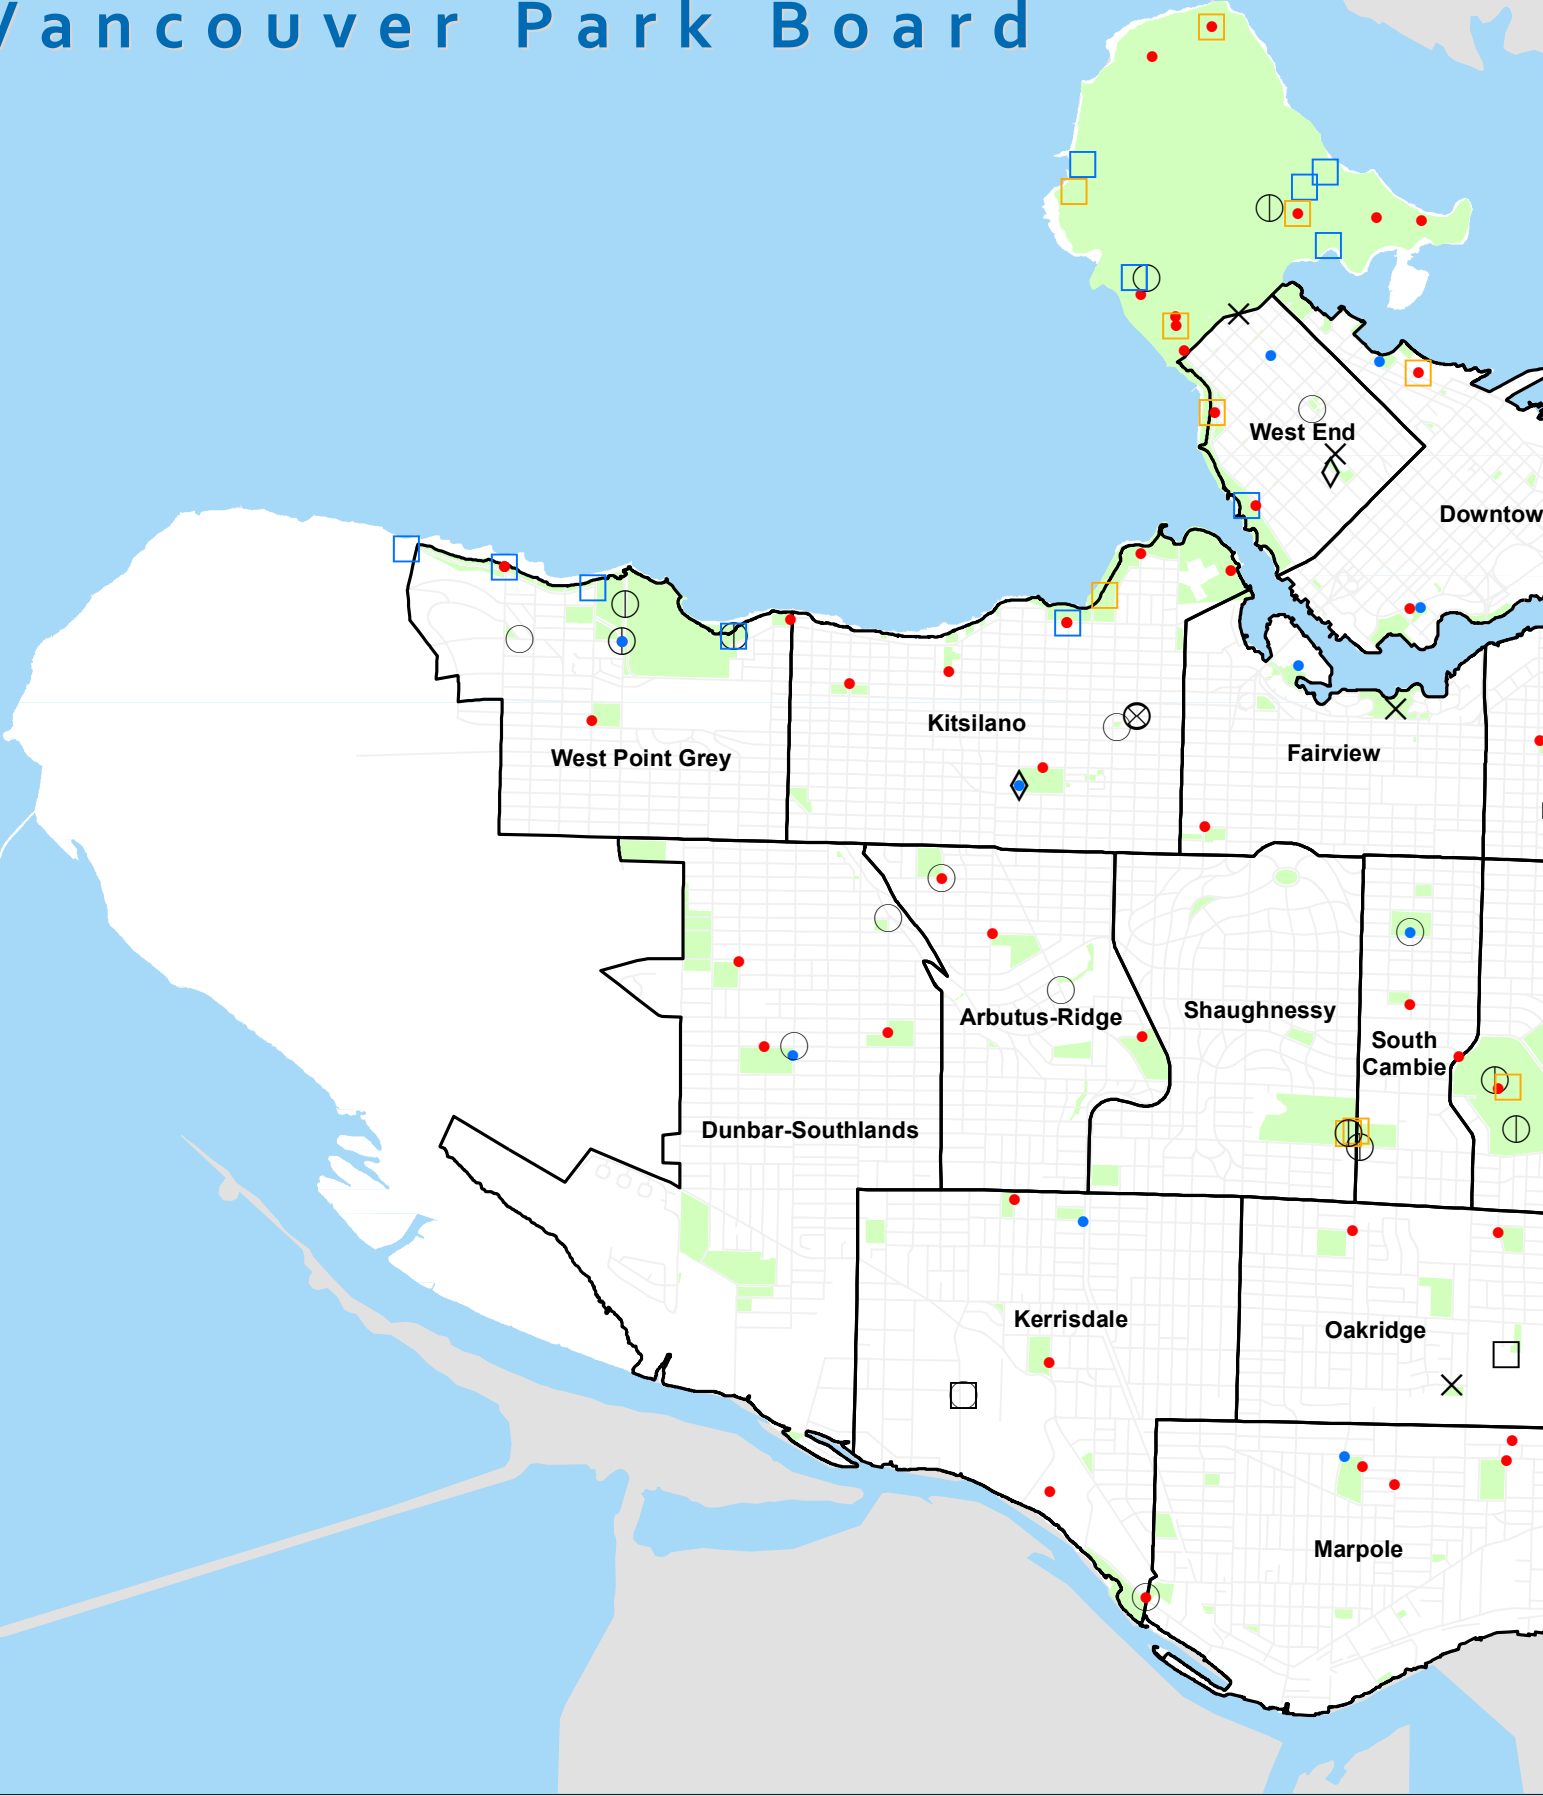 Vancouver Park Board
West End
Downtow
Kitsilano
Fairview
West Point Grey
Arbutus-Ridge
Shaughnessy
South
Cambie
Dunbar-Southlands
Kerrisdale
Oakridge
Marpole